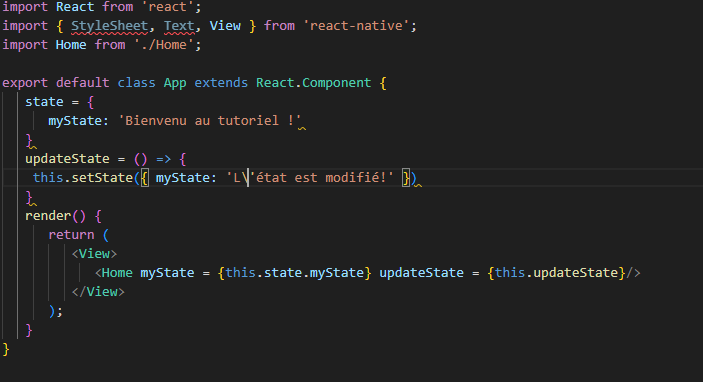 import React from 'react';
import { StyleSheet, Text, View } from 'react-native';
import Home from './Home';
export default class App extends React.Component {
state = {
myState: 'Bienvenu au tutoriel !'
}
updateState = () => {
this.setState({ myState: 'L\'état est modifié!' })
}
render() {
return (
<View>
<Home myState = {this.state.myState} updateState = {this.updateState}/>
</View>
);
}
}